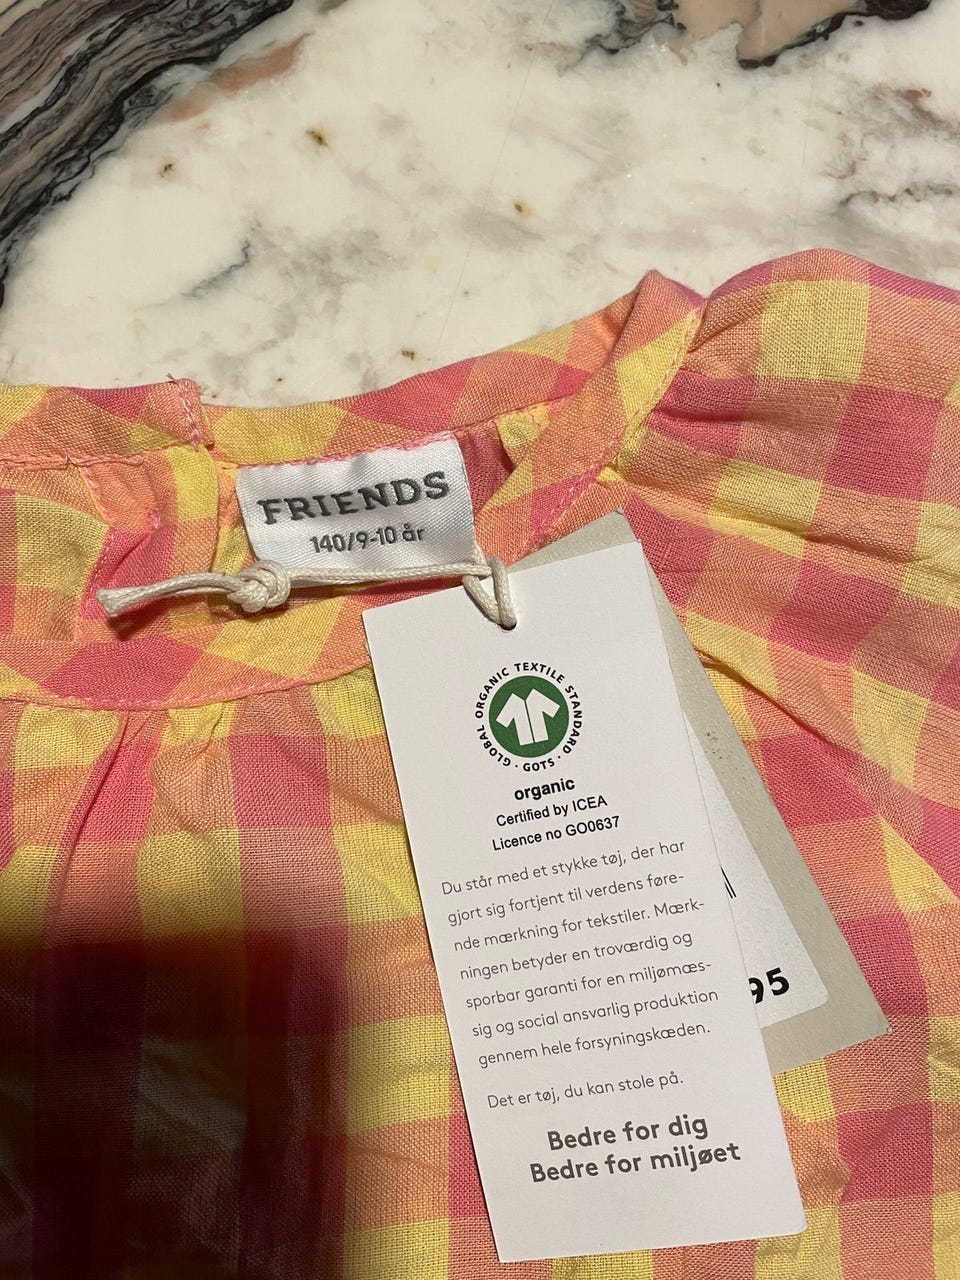 FRIENDS
140/9-10 år
GLOBAL ORGANIC TEXTILE STANDARD · GOTS ·
organic
Certified by ICEA
Licence no GO0637
Du står med et stykke tøj, der har
gjort sig fortjent til verdens føre-
nde mærkning for tekstiler. Mærk-
ningen betyder en troværdig og
sporbar garanti for en miljømæs-
sig og social ansvarlig produktion
gennem hele forsyningskæden.
Det er tøj, du kan stole på.
Bedre for dig
Bedre for miljøet
95